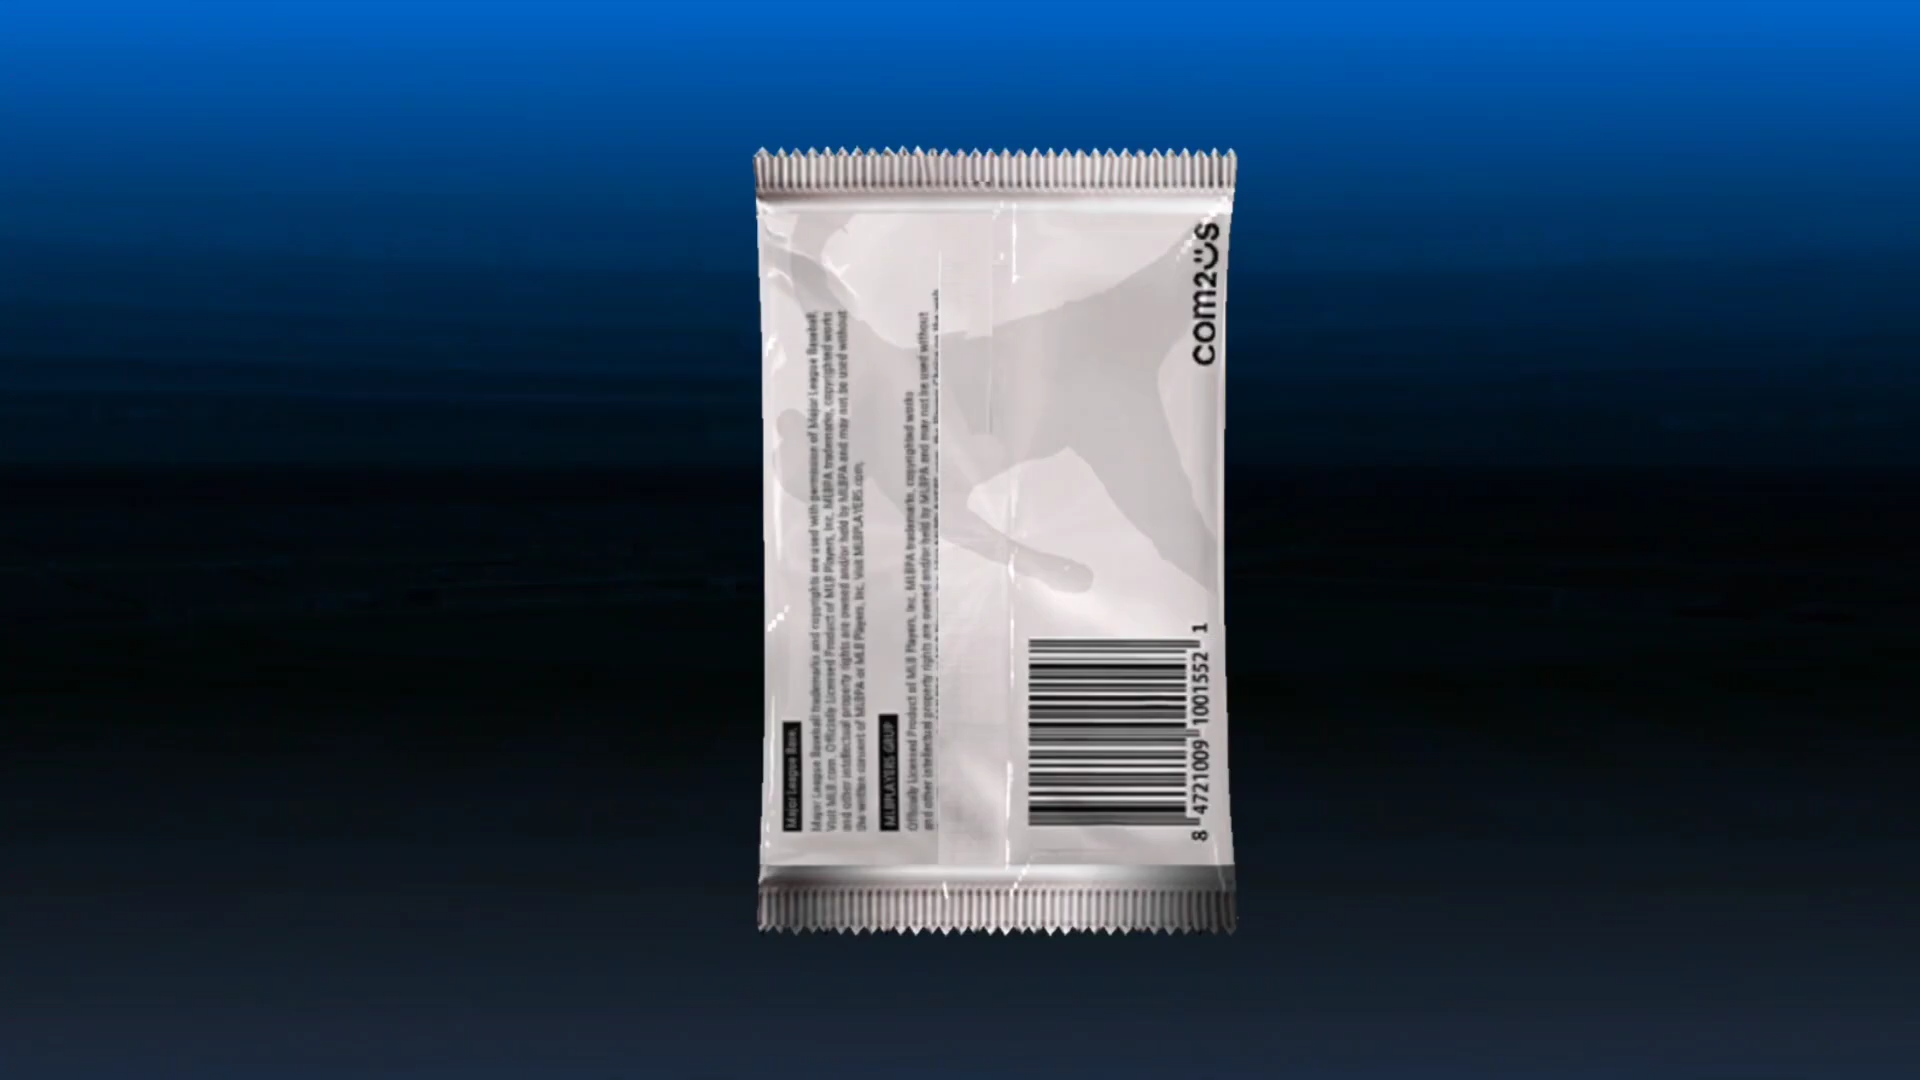 Major League Base.
Major League Baseball trademarks and copyrights are used with permission of Major League Baseball.
Visit MLB.com. Officially Licensed Product of MLB Players, Inc. MLBPA trademarks, copyrighted works
and other intellectual property rights are owned and/or held by MLBPA and may not be used without
the written consent of MLBPA or MLB Players, Inc. Visit MLBPLAYERS.com,
MLBPLAYERS GRUP
Officially Licensed Product of MLB Players, Inc. MLBPA trademarks, copyrighted works
and other intellectual property rights are owned and/or held by MLBPA and may not be used without
com2us
8 4721009 1001552 1